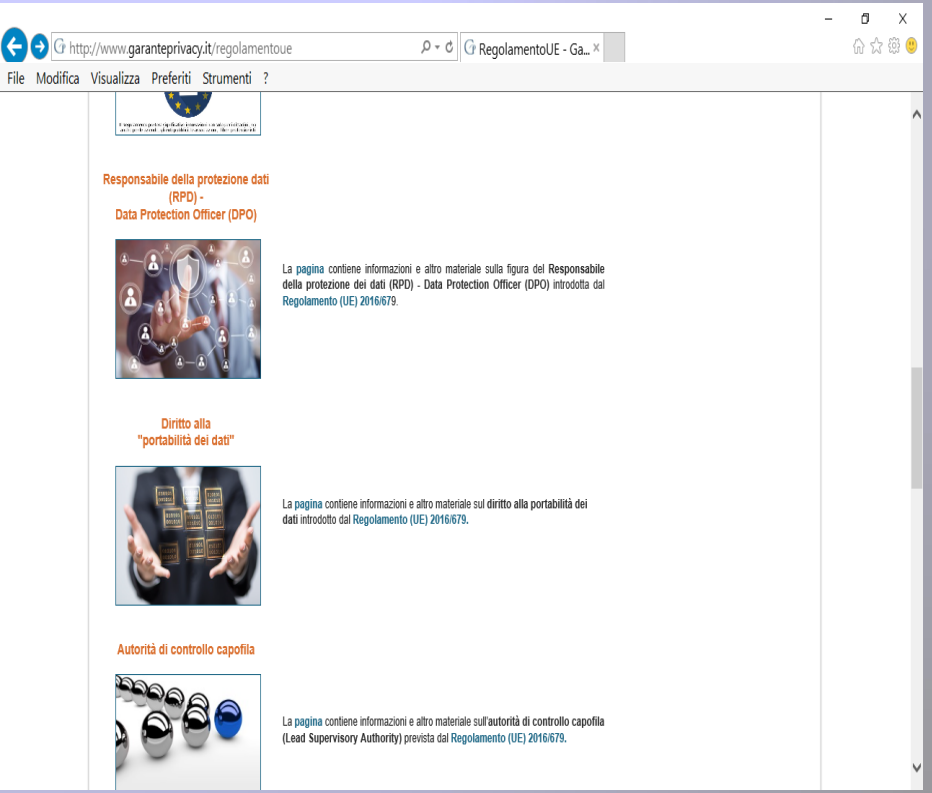 http://www.garanteprivacy.it/regolamentoue
RegolamentoUE - Ga...
File Modifica Visualizza Preferiti Strumenti ?
Responsabile della protezione dati
(RPD) -
Data Protection Officer (DPO)
La pagina contiene informazioni e altro materiale sulla figura del Responsabile
della protezione dei dati (RPD) - Data Protection Officer (DPO) introdotta dal
Regolamento (UE) 2016/679.
Diritto alla
"portabilità dei dati"
La pagina contiene informazioni e altro materiale sul diritto alla portabilità dei
dati introdotto dal Regolamento (UE) 2016/679.
Autorità di controllo capofila
La pagina contiene informazioni e altro materiale sull'autorità di controllo capofila
(Lead Supervisory Authority) prevista dal Regolamento (UE) 2016/679.